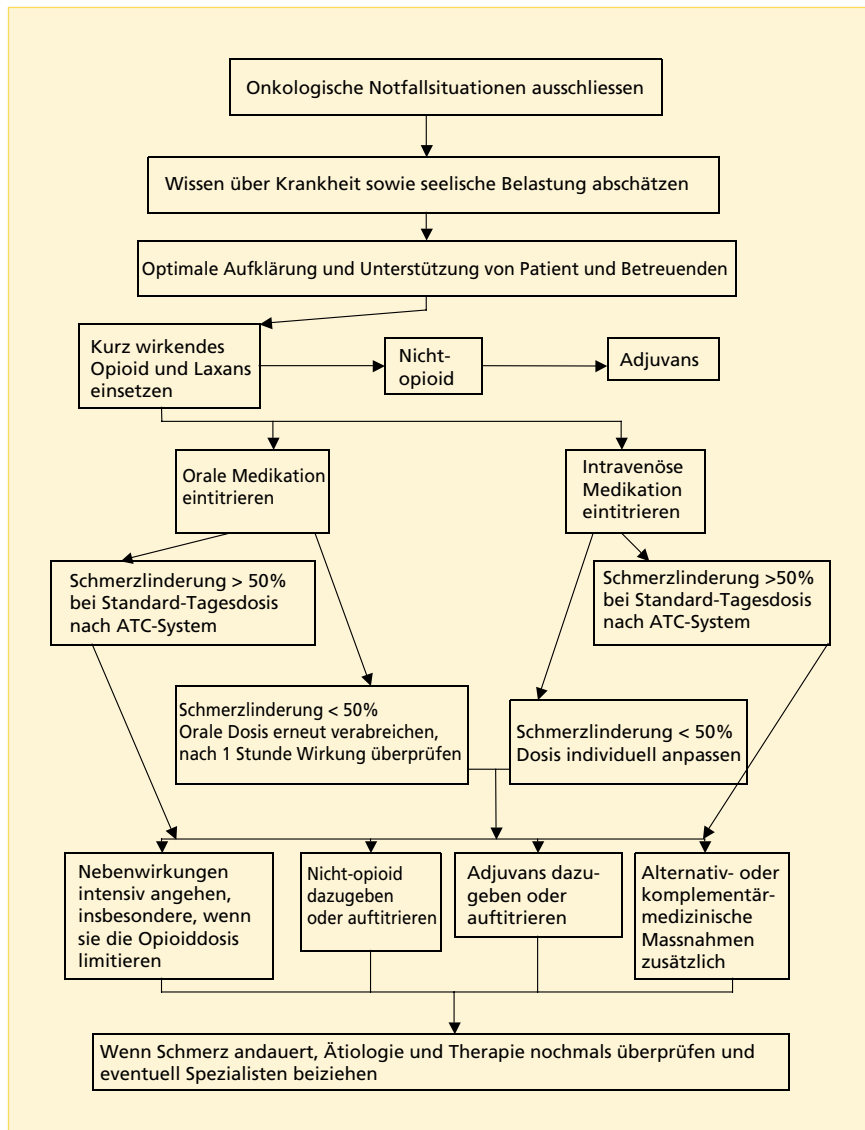 Onkologische Notfallsituationen ausschliessen
Wissen über Krankheit sowie seelische Belastung abschätzen
Optimale Aufklärung und Unterstützung von Patient und Betreuenden
Kurz wirkendes
Opioid und Laxans
einsetzen
Nicht-
opioid
Adjuvans
Orale Medikation
eintitrieren
Intravenöse
Medikation
eintitrieren
Schmerzlinderung > 50%
bei Standard-Tagesdosis
nach ATC-System
Schmerzlinderung >50%
bei Standard-Tagesdosis
nach ATC-System
Schmerzlinderung < 50%
Orale Dosis erneut verabreichen,
nach 1 Stunde Wirkung überprüfen
Schmerzlinderung < 50%
Dosis individuell anpassen
Nebenwirkungen
intensiv angehen,
insbesondere, wenn
sie die Opioiddosis
limitieren
Nicht-opioid
dazugeben
oder auftitrieren
Adjuvans dazu-
geben oder
auftitrieren
Alternativ- oder
komplementär-
medizinische
Massnahmen
zusätzlich
Wenn Schmerz andauert, Ätiologie und Therapie nochmals überprüfen und
eventuell Spezialisten beiziehen